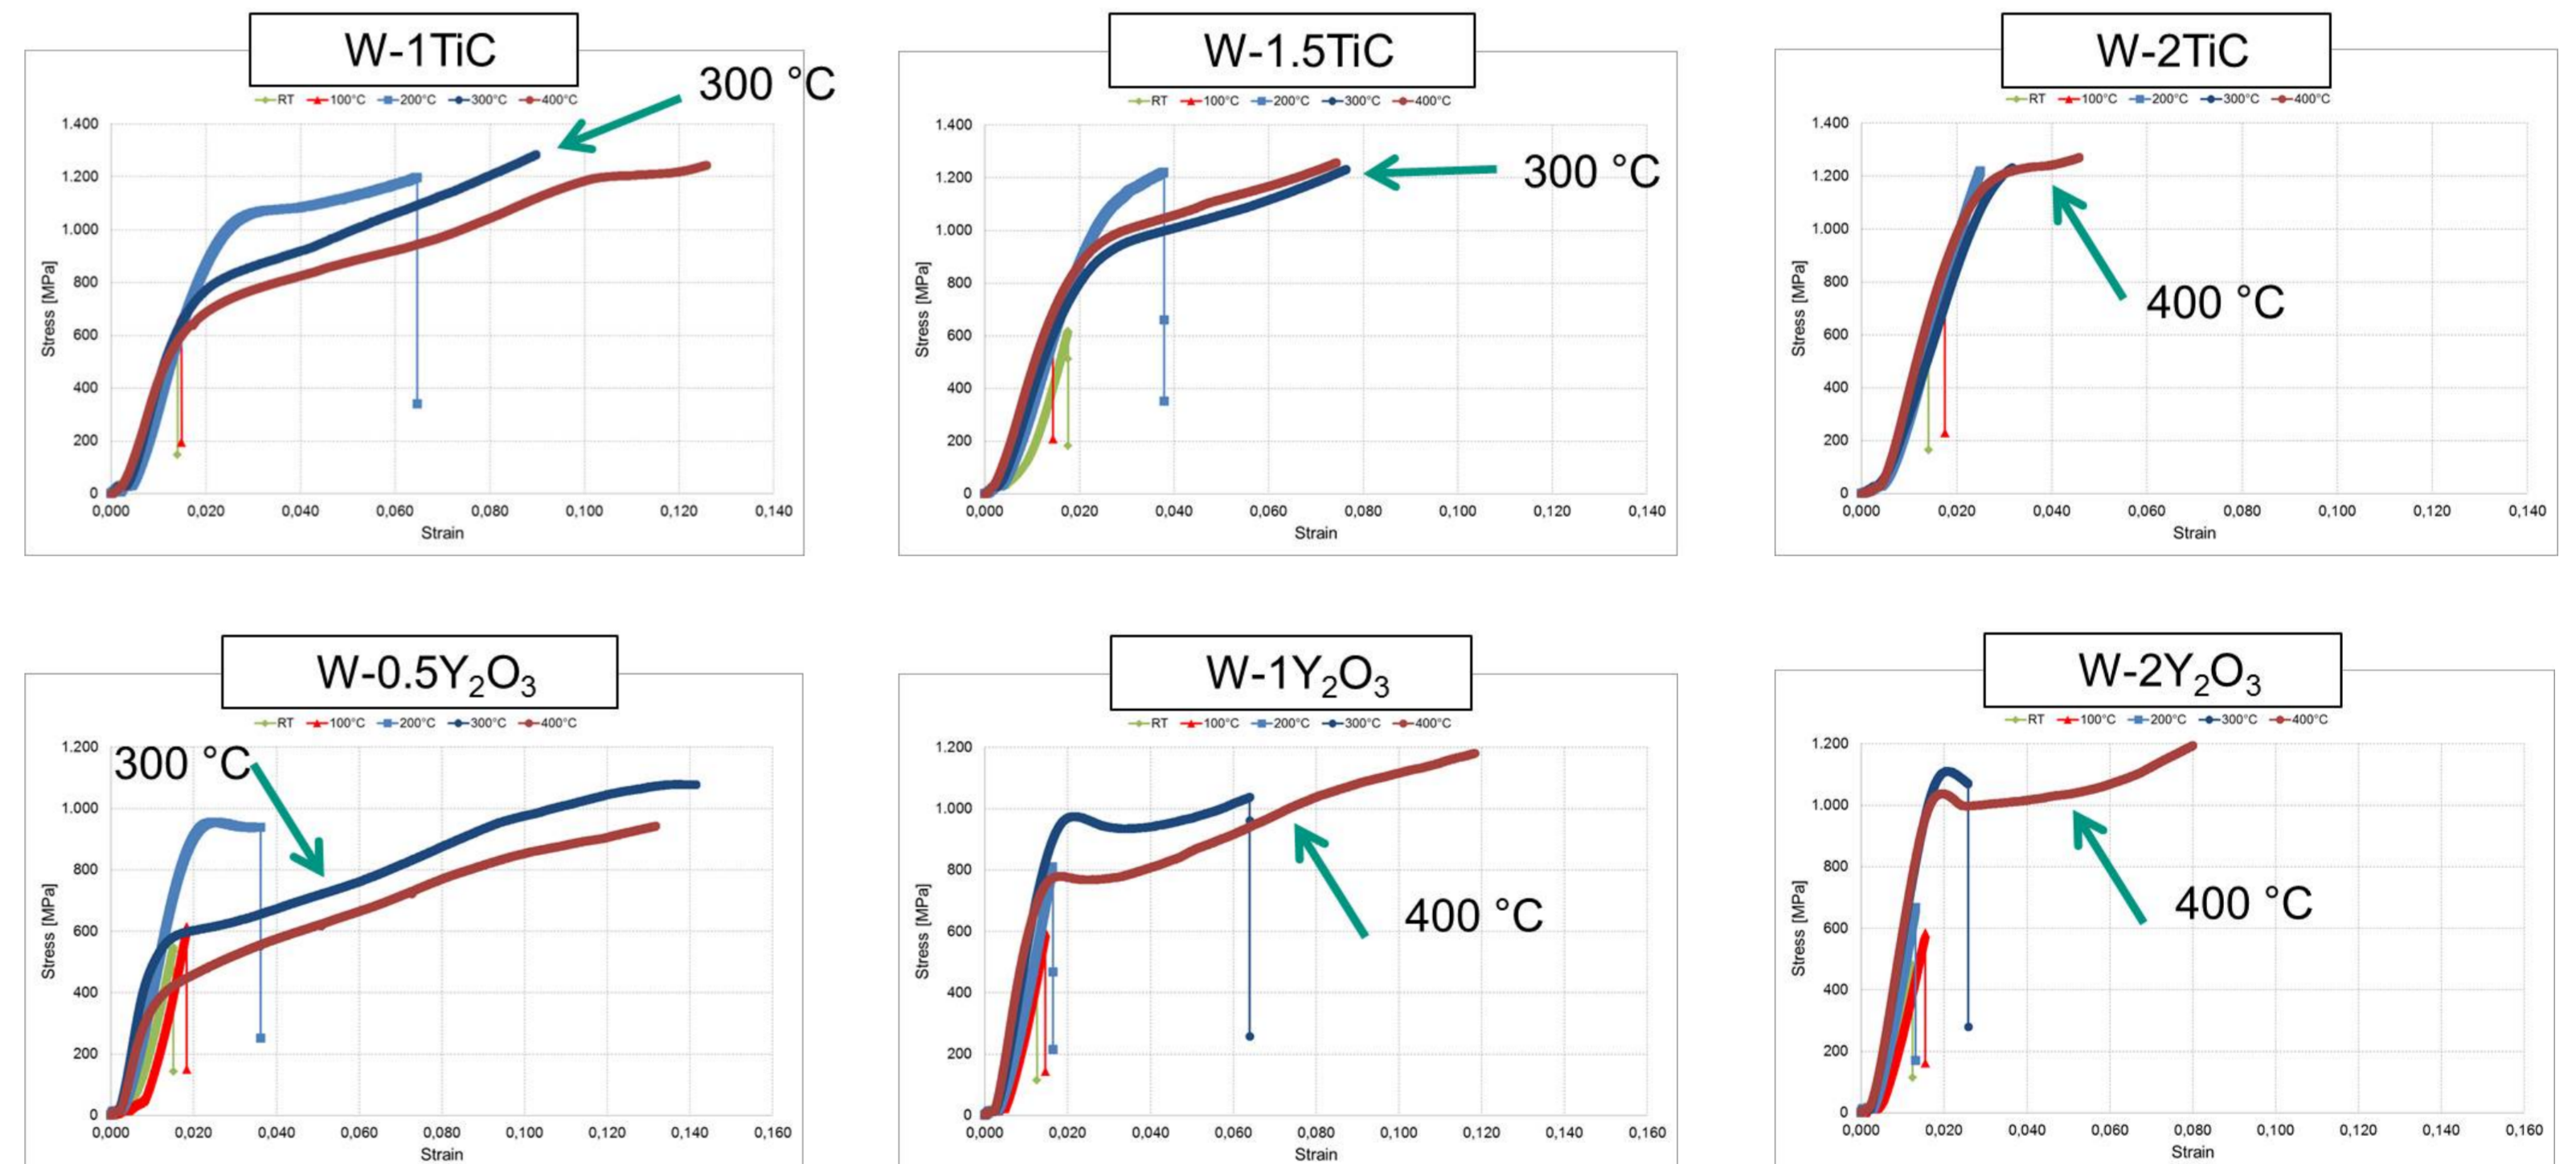 W-1TiC
300 °C
RT 100°C 200°C 300°C 400°C
1.400
1.200
1.000
800
600
400
200
0
Stress [MPa]
0,000 0,020 0,040 0,060 0,080 0,100 0,120 0,140
Strain
W-1.5TiC
RT 100°C 200°C 300°C 400°C
300 °C
1.400
1.200
1.000
800
600
400
200
0
Stress [MPa]
0,000 0,020 0,040 0,060 0,080 0,100 0,120 0,140
Strain
W-2TiC
RT 100°C 200°C 300°C 400°C
400 °C
1.400
1.200
1.000
800
600
400
200
0
Stress [MPa]
0,000 0,020 0,040 0,060 0,080 0,100 0,120 0,140
Strain
W-0.5Y₂O₃
RT 100°C 200°C 300°C 400°C
300 °C
1.200
1.000
800
600
400
200
0
Stress [MPa]
0,000 0,020 0,040 0,060 0,080 0,100 0,120 0,140 0,160
Strain
W-1Y₂O₃
RT 100°C 200°C 300°C 400°C
400 °C
1.200
1.000
800
600
400
200
0
Stress [MPa]
0,000 0,020 0,040 0,060 0,080 0,100 0,120 0,140 0,160
Strain
W-2Y₂O₃
RT 100°C 200°C 300°C 400°C
400 °C
1.200
1.000
800
600
400
200
0
Stress [MPa]
0,000 0,020 0,040 0,060 0,080 0,100 0,120 0,140 0,160
Strain